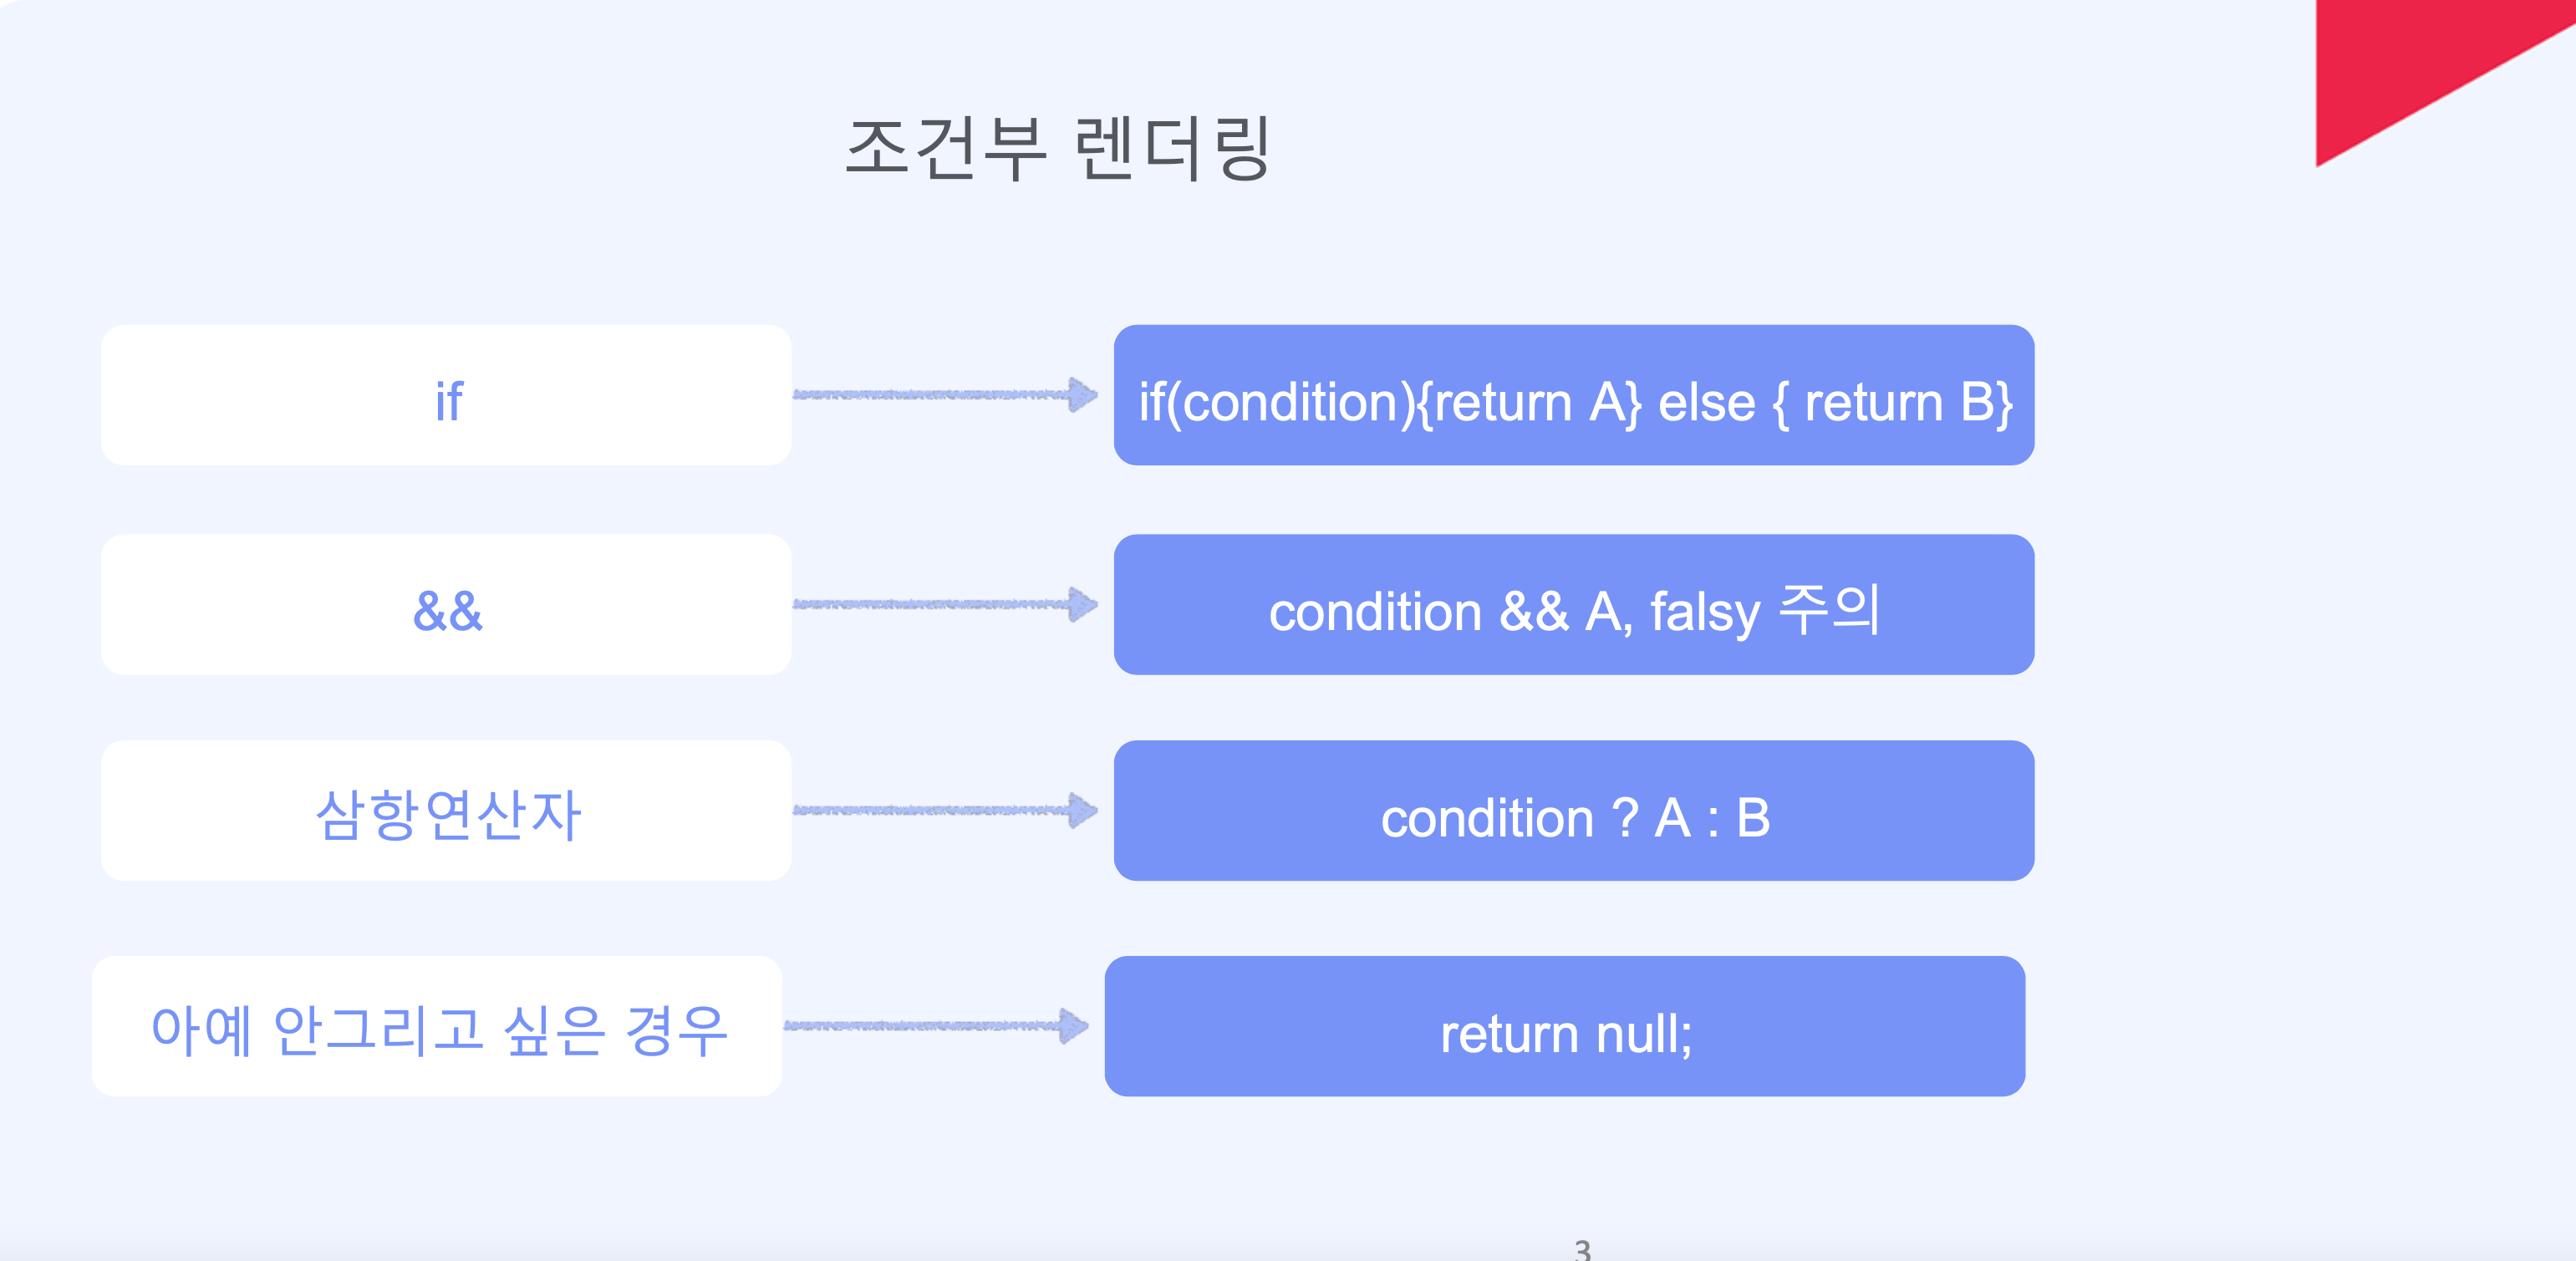 조건부 렌더링
if
if(condition){return A} else { return B}
&&
condition && A, falsy 주의
삼항연산자
condition ? A : B
아예 안그리고 싶은 경우
return null;
3